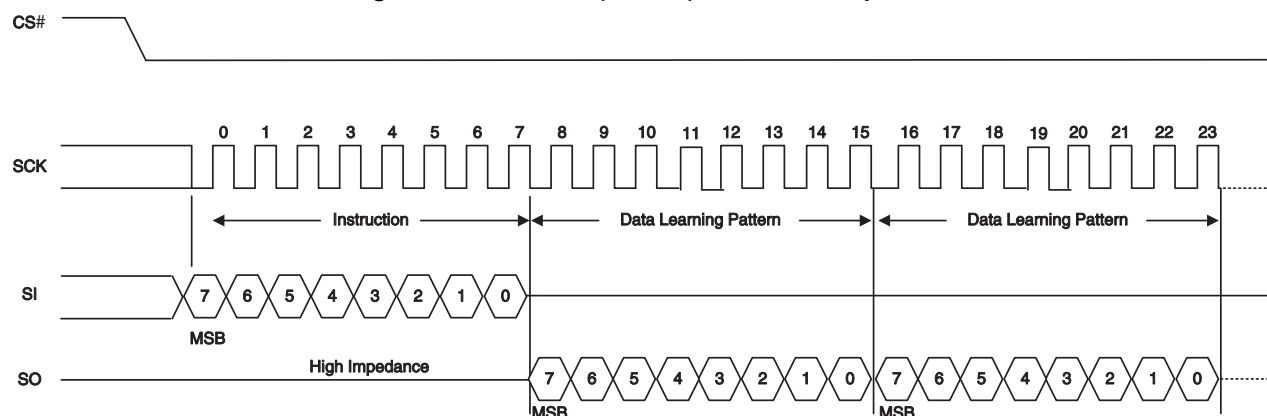 CS#
0 1 2 3 4 5 6 7 8 9 10 11 12 13 14 15 16 17 18 19 20 21 22 23
SCK
Instruction Data Learning Pattern Data Learning Pattern
SI 7 6 5 4 3 2 1 0
MSB
High Impedance
SO 7 6 5 4 3 2 1 0 7 6 5 4 3 2 1 0
MSB MSB